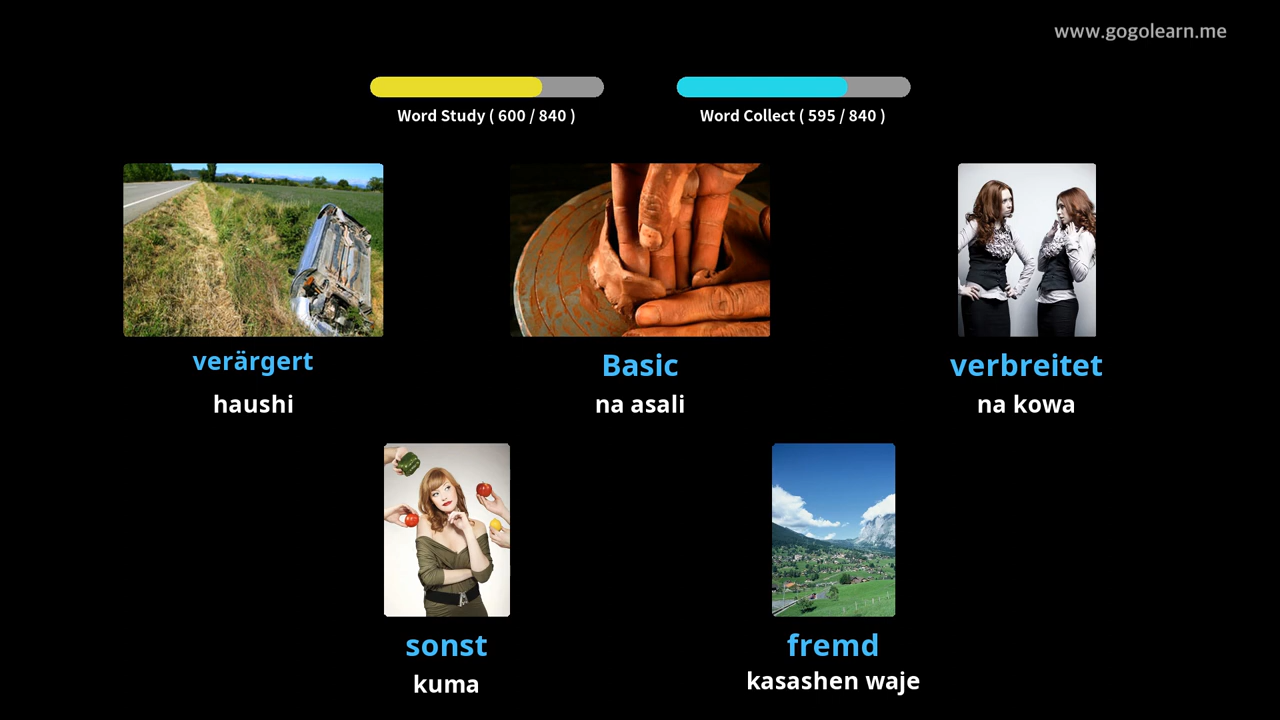 www.gogolearn.me
Word Study ( 600 / 840 )
Word Collect ( 595 / 840 )
verärgert
haushi
Basic
na asali
verbreitet
na kowa
sonst
kuma
fremd
kasashen waje